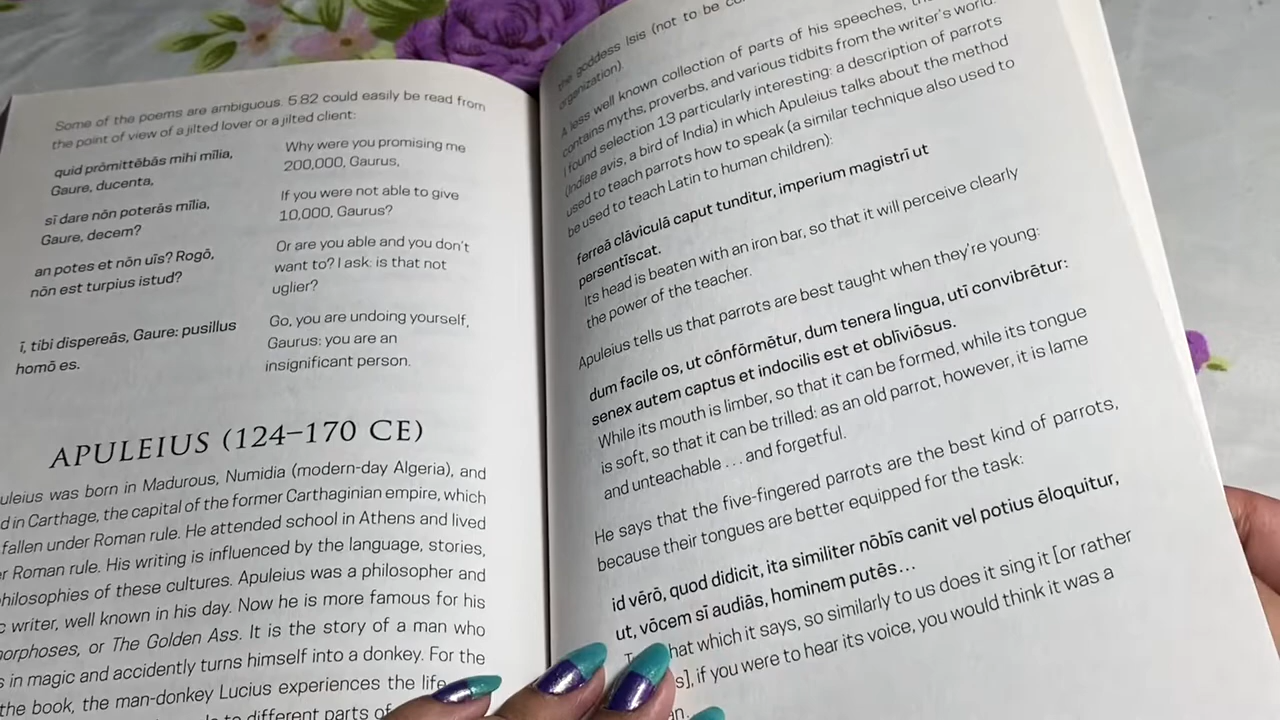 Some of the poems are ambiguous. 5.82 could easily be read from
the point of view of a jilted lover or a jilted client:
quid prōmittēbās mihi mīlia,
Gaure, ducenta,
Why were you promising me
200,000, Gaurus,
sī dare nōn poterās mīlia,
Gaure, decem?
If you were not able to give
10,000, Gaurus?
an potes et nōn uīs? Rogō,
nōn est turpius istud?
Or are you able and you don't
want to? I ask: is that not
uglier?
ī, tibi dispereās, Gaure: pusillus
homō es.
Go, you are undoing yourself,
Gaurus: you are an
insignificant person.
APULEIUS (124–170 CE)
was born in Madurous, Numidia (modern-day Algeria), and
in Carthage, the capital of the former Carthaginian empire, which
fallen under Roman rule. He attended school in Athens and lived
Roman rule. His writing is influenced by the language, stories,
philosophies of these cultures. Apuleius was a philosopher and
writer, well known in his day. Now he is more famous for his
or The Golden Ass. It is the story of a man who
in magic and accidently turns himself into a donkey. For the
the book, the man-donkey Lucius experiences the life
to different parts of
the goddess Isis (not to be
organization).
A less well known collection of parts of his speeches,
contains myths, proverbs, and various tidbits from the writer's world.
I found selection 13 particularly interesting: a description of parrots
(Indiae avis, a bird of India) in which Apuleius talks about the method
used to teach parrots how to speak (a similar technique also used to
be used to teach Latin to human children):
ferreā clāviculā caput tunditur, imperium magistrī ut
persentīscat.
Its head is beaten with an iron bar, so that it will perceive clearly
the power of the teacher.
Apuleius tells us that parrots are best taught when they're young:
dum facile os, ut cōnfōrmātur, dum tenera lingua, utī convibrētur:
senex autem captus et indocilis est et oblīviōsus.
While its mouth is limber, so that it can be formed, while its tongue
is soft, so that it can be trilled: as an old parrot, however, it is lame
and unteachable . . . and forgetful.
He says that the five-fingered parrots are the best kind of parrots,
because their tongues are better equipped for the task:
id vērō, quod didicit, ita similiter nōbīs canit vel potius ēloquitur,
ut, vōcem sī audiās, hominem putēs…
that which it says, so similarly to us does it sing it [or rather
if you were to hear its voice, you would think it was a